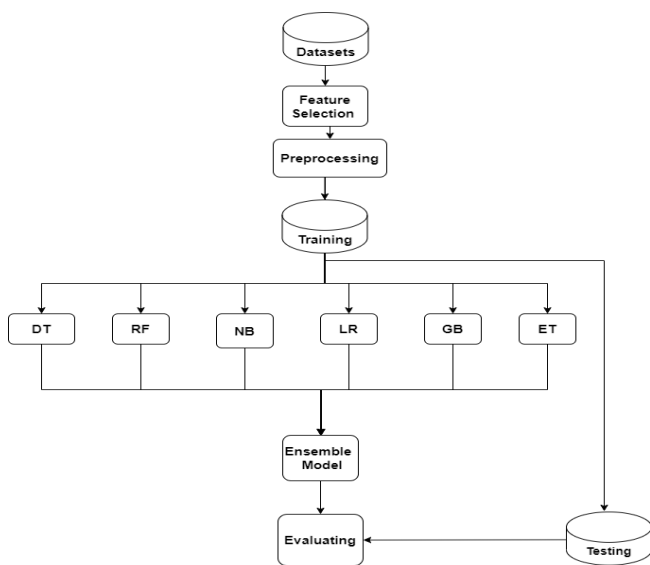 Datasets
Feature
Selection
Preprocessing
Training
DT
RF
NB
LR
GB
ET
Ensemble
Model
Evaluating
Testing